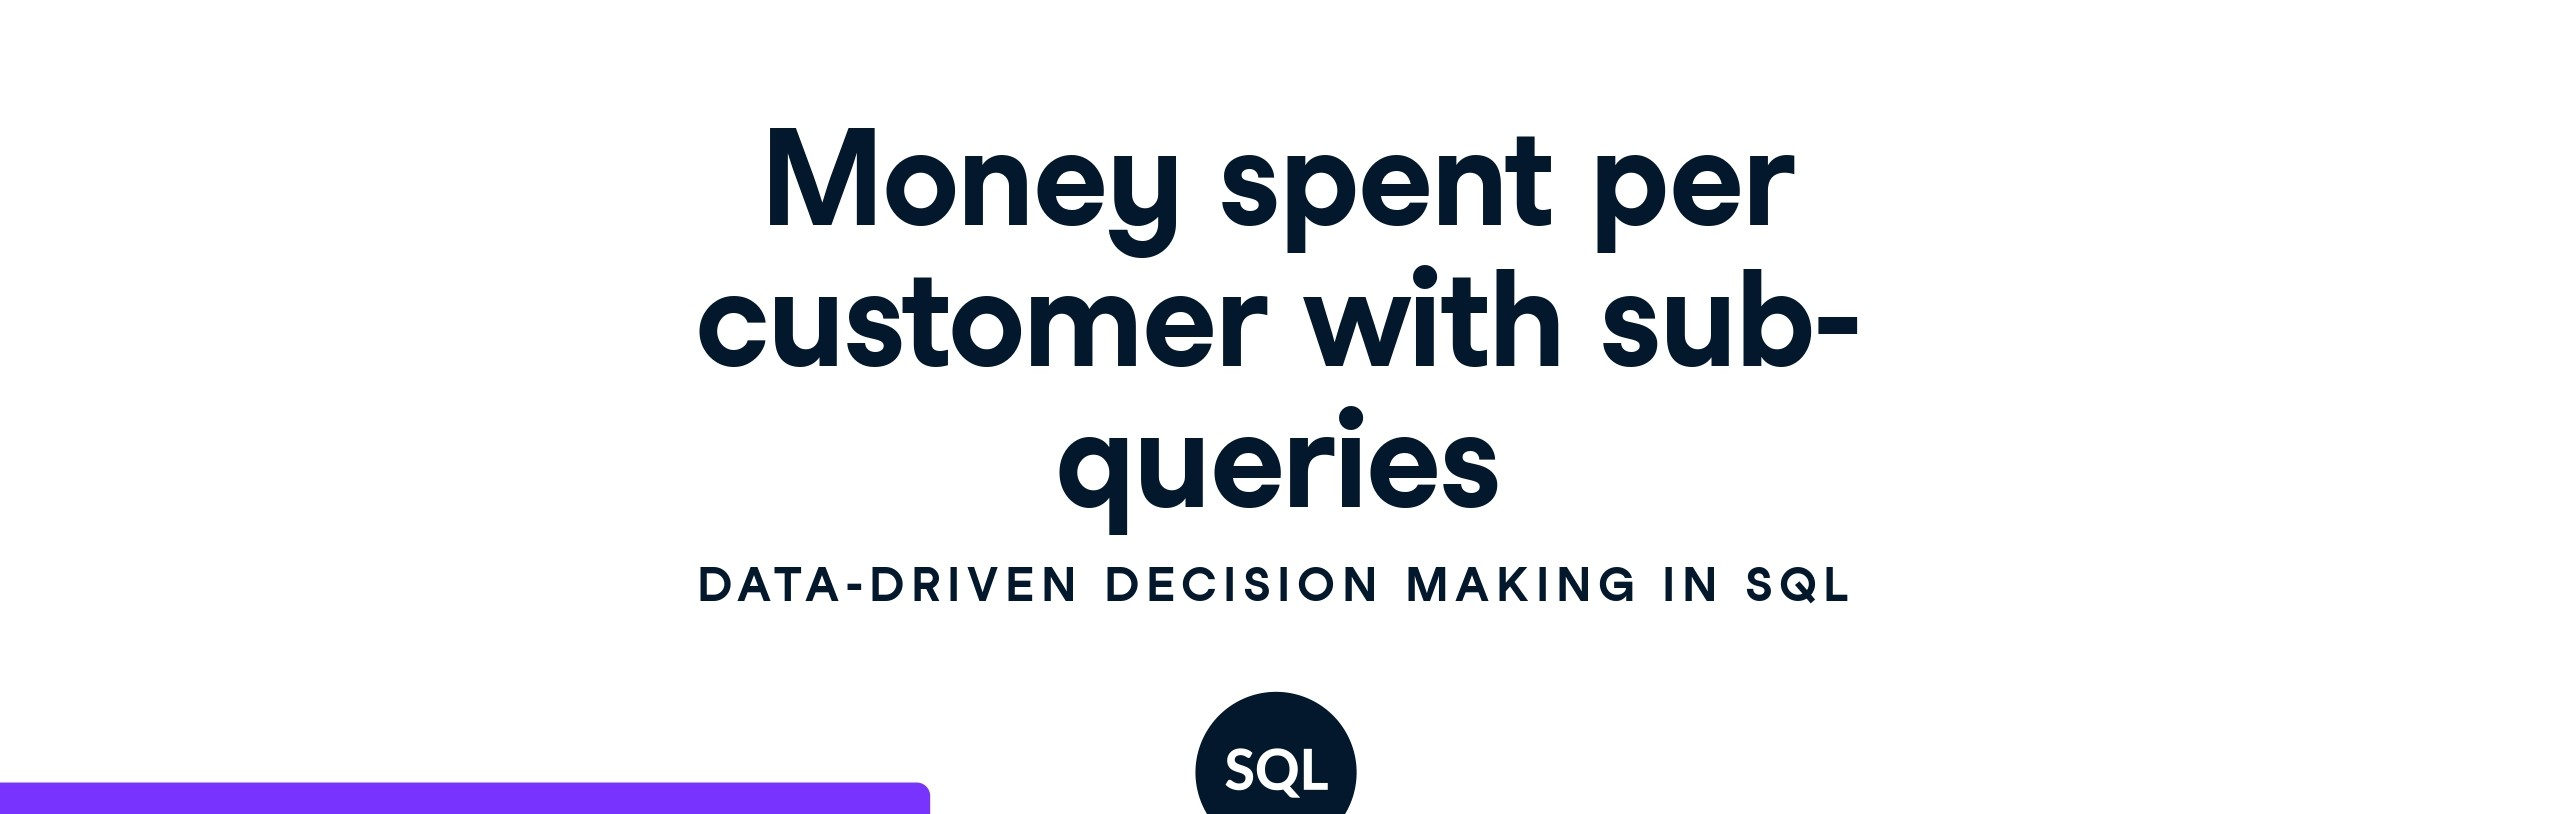 Money spent per
customer with sub-
queries
DATA-DRIVEN DECISION MAKING IN SQL
SQL